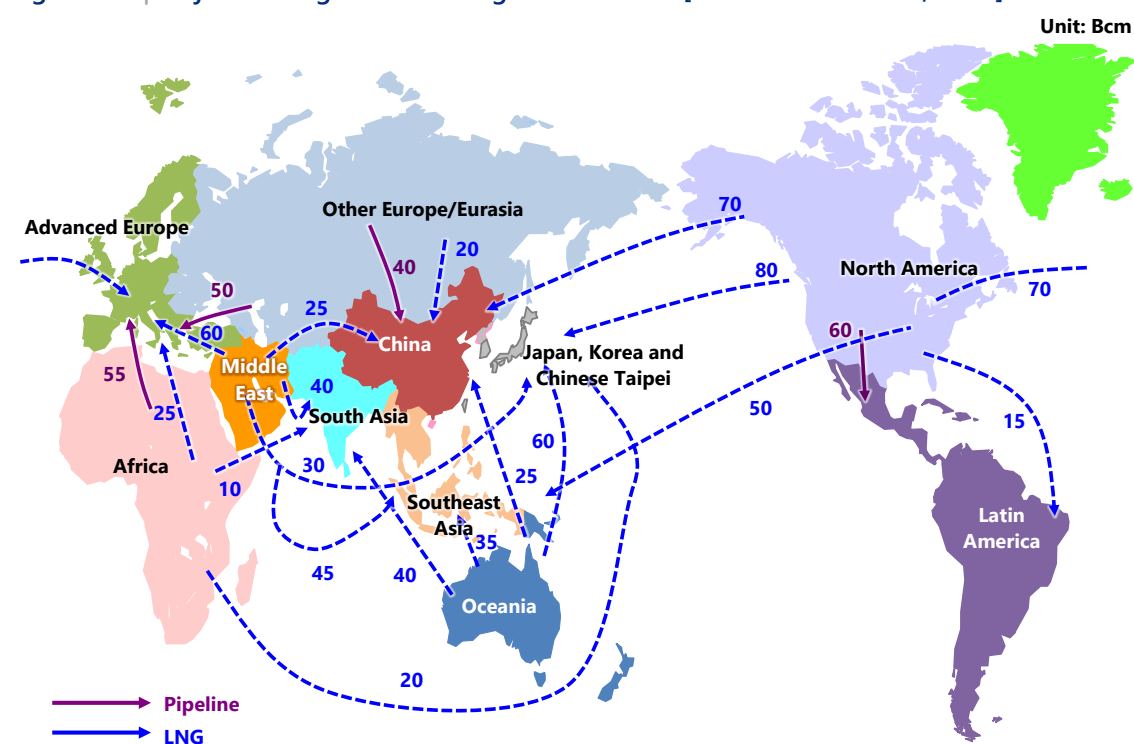 Unit: Bcm
70
Other Europe/Eurasia
Advanced Europe
20
40
80
North America
50
70
25
60
60
China
Japan, Korea and
Chinese Taipei
Middle
East
55
40
50
25
South Asia
15
60
Africa
30
25
10
Southeast
Asia
Latin
America
35
45
40
Oceania
20
Pipeline
LNG